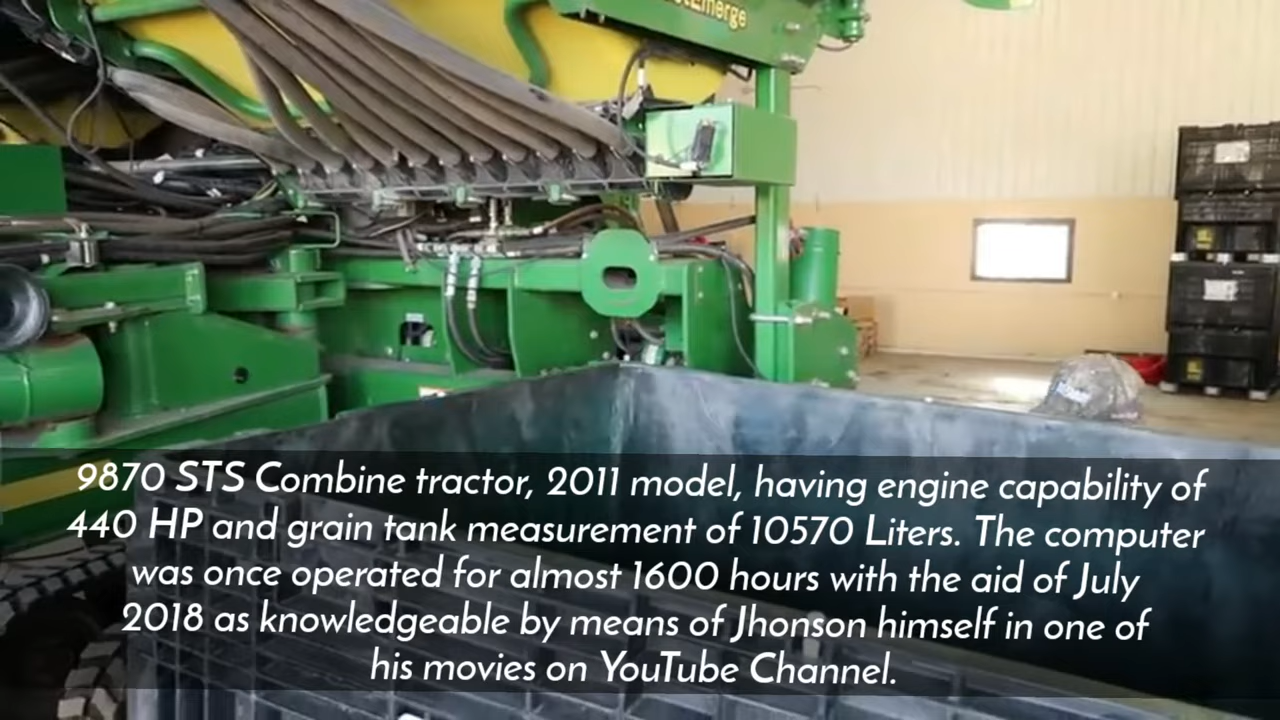 9870 STS Combine tractor, 2011 model, having engine capability of
440 HP and grain tank measurement of 10570 Liters. The computer
was once operated for almost 1600 hours with the aid of July
2018 as knowledgeable by means of Jhonson himself in one of
his movies on YouTube Channel.